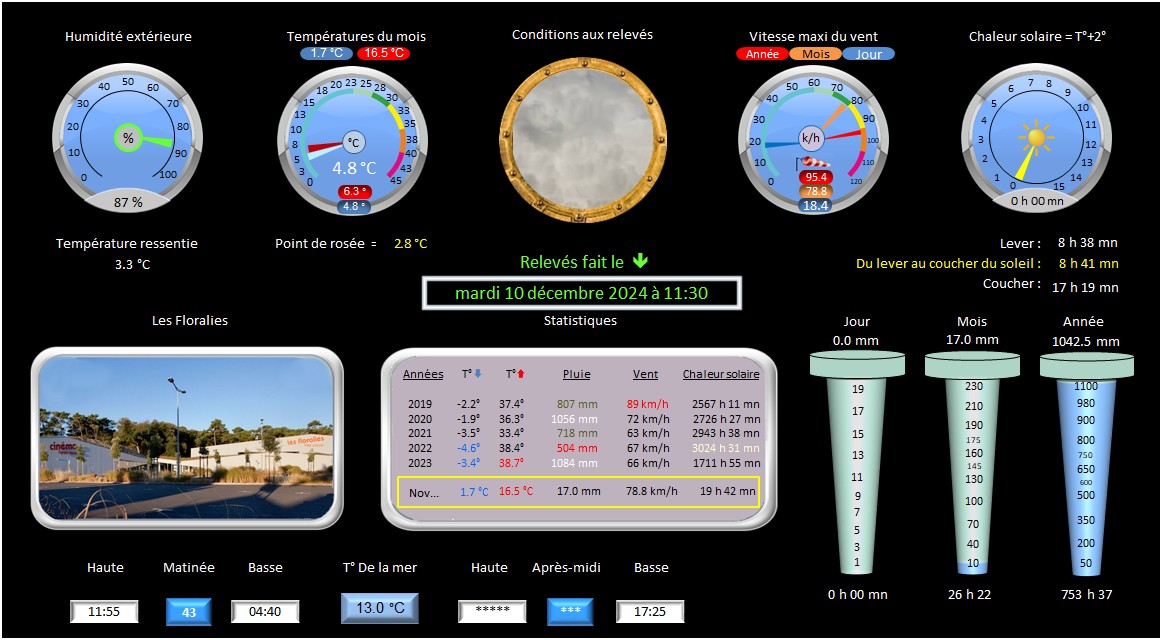 Humidité extérieure
Températures du mois
1.7 °C 16.5 °C
Conditions aux relevés
Vitesse maxi du vent
Année Mois Jour
Chaleur solaire = T°+2°
0 10 20 30 40 50 60 70 80 90 100
%
87 %
0 3 5 8 10 13 15 18 20 23 25 28 30 33 35 38 40 43 45
°C
4.8 °C
6.3 °
4.8 °
0 10 20 30 40 50 60 70 80 90 100 110 120
k/h
95.4
78.8
18.4
0 1 2 3 4 5 6 7 8 9 10 11 12 13 14 15
0 h 00 mn
Température ressentie
3.3 °C
Point de rosée = 2.8 °C
Relevés fait le
mardi 10 décembre 2024 à 11:30
Lever : 8 h 38 mn
Du lever au coucher du soleil : 8 h 41 mn
Coucher : 17 h 19 mn
Les Floralies
cinéma
les floralies
Statistiques
Années T° T° Pluie Vent Chaleur solaire
2019 -2.2° 37.4° 807 mm 89 km/h 2567 h 11 mn
2020 -1.9° 36.3° 1056 mm 72 km/h 2726 h 27 mn
2021 -3.5° 33.4° 718 mm 63 km/h 2943 h 38 mn
2022 -4.6° 38.4° 504 mm 67 km/h 3024 h 31 mn
2023 -3.4° 38.7° 1084 mm 66 km/h 1711 h 55 mn
Nov... 1.7 °C 16.5 °C 17.0 mm 78.8 km/h 19 h 42 mn
Jour
0.0 mm
19
17
15
13
11
9
7
5
3
1
0 h 00 mn
Mois
17.0 mm
230
210
190
175
160
145
130
100
70
40
10
26 h 22
Année
1042.5 mm
1100
980
900
800
750
650
600
500
350
200
50
753 h 37
Haute Matinée Basse
11:55 43 04:40
T° De la mer
13.0 °C
Haute Après-midi Basse
***** *** 17:25